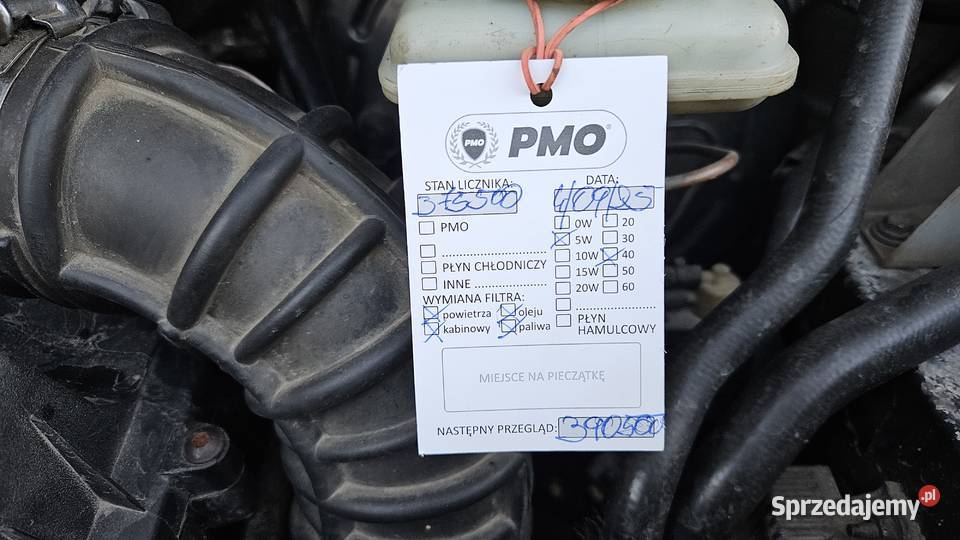 PMO
PMO®
STAN LICZNIKA: DATA:
375500 4/09/25
PMO
0W 20
5W 30
10W 40
15W 50
20W 60
PŁYN CHŁODNICZY
INNE
WYMIANA FILTRA:
powietrza oleju
kabinowy paliwa
PŁYN HAMULCOWY
MIEJSCE NA PIECZĄTKĘ
NASTĘPNY PRZEGLĄD: 390500
Sprzedajemy.pl